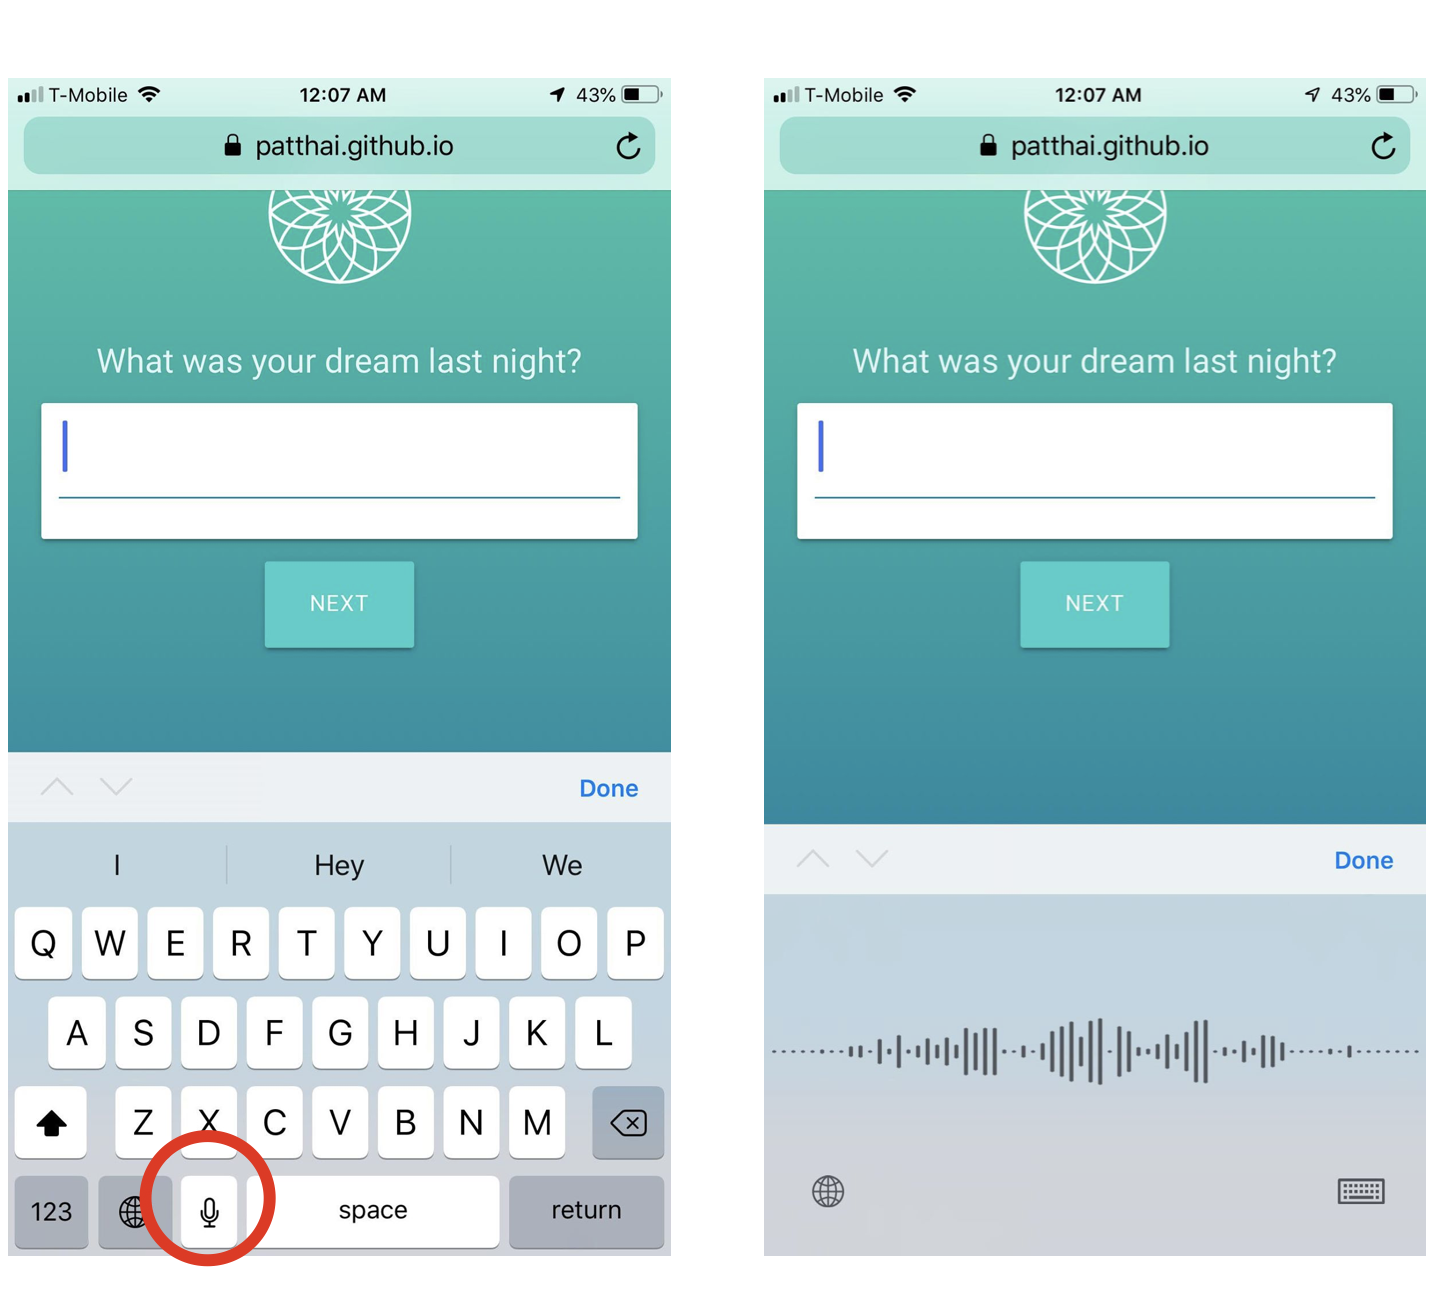 T-Mobile 12:07 AM 43%
patthai.github.io
What was your dream last night?
NEXT
Done
I Hey We
Q W E R T Y U I O P
A S D F G H J K L
Z X C V B N M
123 space return
T-Mobile 12:07 AM 43%
patthai.github.io
What was your dream last night?
NEXT
Done